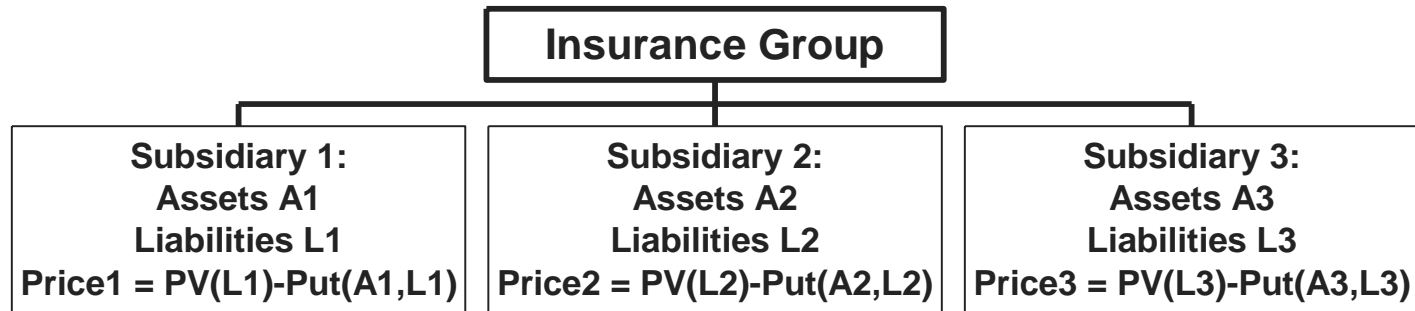 Insurance Group
Subsidiary 1:
Assets A1
Liabilities L1
Price1 = PV(L1)-Put(A1,L1)
Subsidiary 2:
Assets A2
Liabilities L2
Price2 = PV(L2)-Put(A2,L2)
Subsidiary 3:
Assets A3
Liabilities L3
Price3 = PV(L3)-Put(A3,L3)